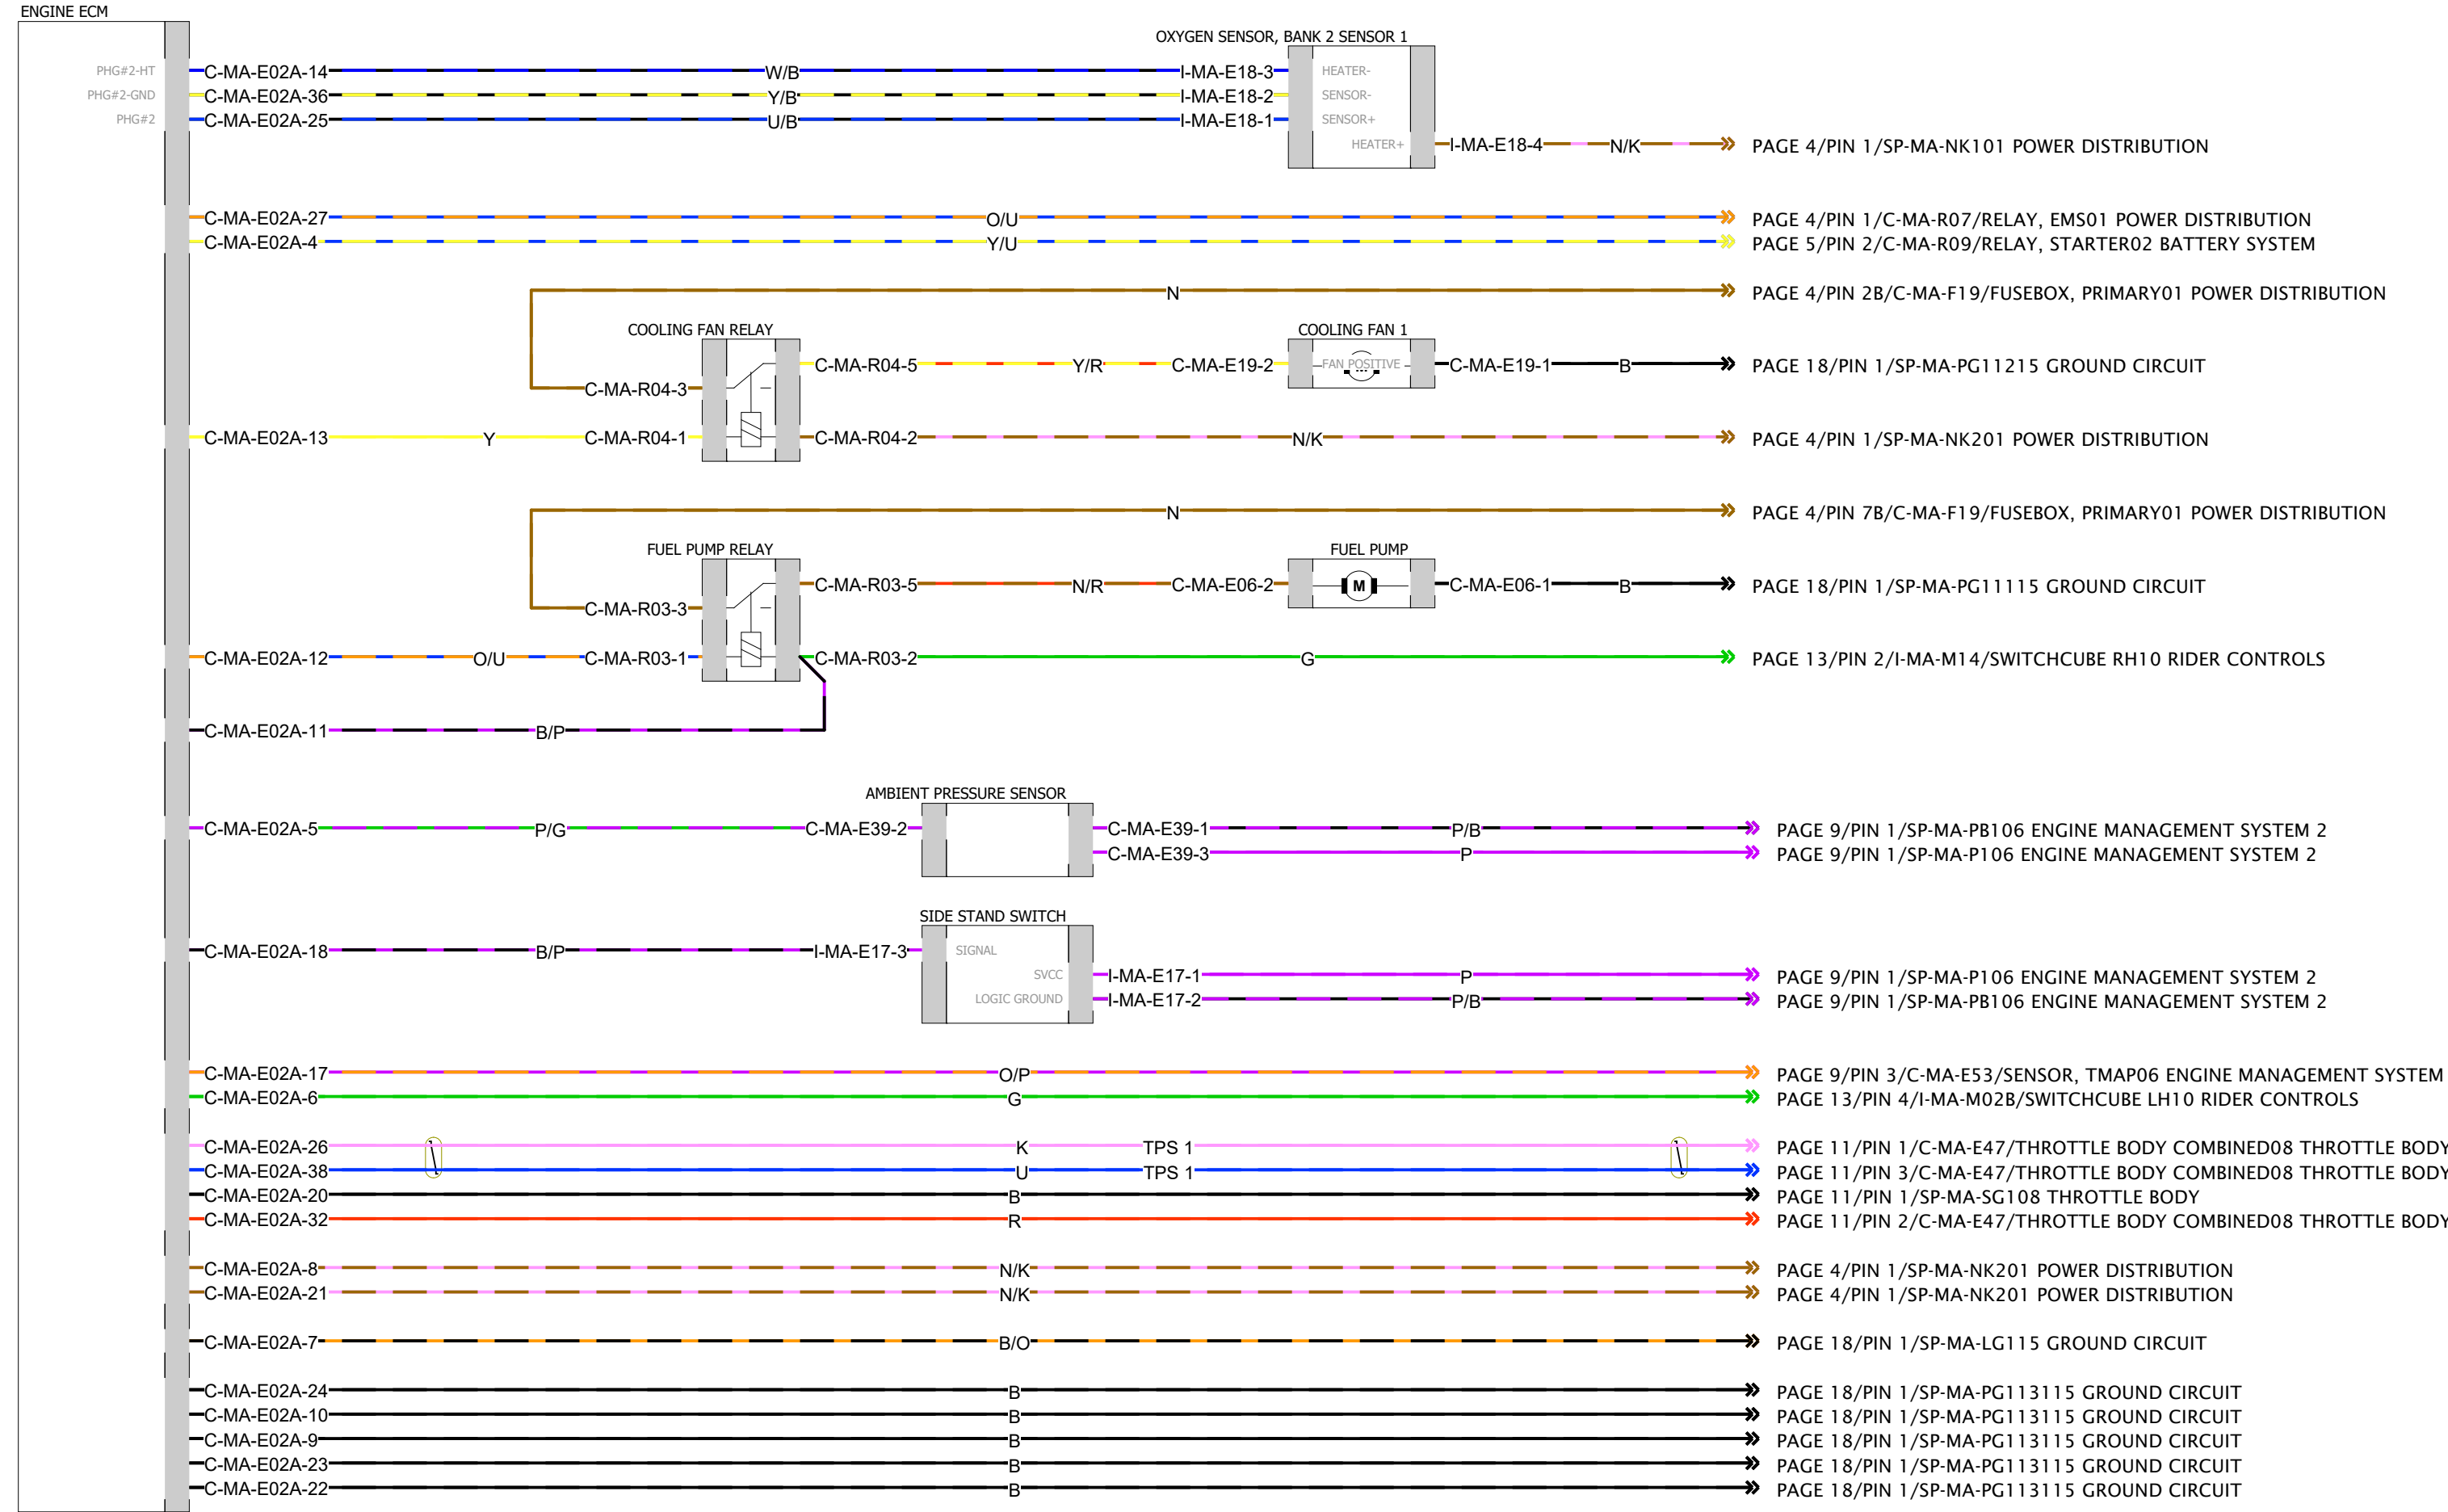 ENGINE ECM
OXYGEN SENSOR, BANK 2 SENSOR 1
PHG#2-HT C-MA-E02A-14 W/B I-MA-E18-3 HEATER-
PHG#2-GND C-MA-E02A-36 Y/B I-MA-E18-2 SENSOR-
PHG#2 C-MA-E02A-25 U/B I-MA-E18-1 SENSOR+
HEATER+ I-MA-E18-4 N/K PAGE 4/PIN 1/SP-MA-NK101 POWER DISTRIBUTION
C-MA-E02A-27 O/U PAGE 4/PIN 1/C-MA-R07/RELAY, EMS01 POWER DISTRIBUTION
C-MA-E02A-4 Y/U PAGE 5/PIN 2/C-MA-R09/RELAY, STARTER02 BATTERY SYSTEM
N PAGE 4/PIN 2B/C-MA-F19/FUSEBOX, PRIMARY01 POWER DISTRIBUTION
COOLING FAN RELAY COOLING FAN 1
C-MA-R04-5 Y/R C-MA-E19-2 FAN POSITIVE C-MA-E19-1 B PAGE 18/PIN 1/SP-MA-PG11215 GROUND CIRCUIT
C-MA-R04-3
C-MA-E02A-13 Y C-MA-R04-1 C-MA-R04-2 N/K PAGE 4/PIN 1/SP-MA-NK201 POWER DISTRIBUTION
N PAGE 4/PIN 7B/C-MA-F19/FUSEBOX, PRIMARY01 POWER DISTRIBUTION
FUEL PUMP RELAY FUEL PUMP
C-MA-R03-5 N/R C-MA-E06-2 M C-MA-E06-1 B PAGE 18/PIN 1/SP-MA-PG11115 GROUND CIRCUIT
C-MA-R03-3
C-MA-E02A-12 O/U C-MA-R03-1 C-MA-R03-2 G PAGE 13/PIN 2/I-MA-M14/SWITCHCUBE RH10 RIDER CONTROLS
C-MA-E02A-11 B/P
AMBIENT PRESSURE SENSOR
C-MA-E02A-5 P/G C-MA-E39-2 C-MA-E39-1 P/B PAGE 9/PIN 1/SP-MA-PB106 ENGINE MANAGEMENT SYSTEM 2
C-MA-E39-3 P PAGE 9/PIN 1/SP-MA-P106 ENGINE MANAGEMENT SYSTEM 2
SIDE STAND SWITCH
C-MA-E02A-18 B/P I-MA-E17-3 SIGNAL
SVCC I-MA-E17-1 P PAGE 9/PIN 1/SP-MA-P106 ENGINE MANAGEMENT SYSTEM 2
LOGIC GROUND I-MA-E17-2 P/B PAGE 9/PIN 1/SP-MA-PB106 ENGINE MANAGEMENT SYSTEM 2
C-MA-E02A-17 O/P PAGE 9/PIN 3/C-MA-E53/SENSOR, TMAP06 ENGINE MANAGEMENT SYSTEM
C-MA-E02A-6 G PAGE 13/PIN 4/I-MA-M02B/SWITCHCUBE LH10 RIDER CONTROLS
C-MA-E02A-26 K TPS 1 PAGE 11/PIN 1/C-MA-E47/THROTTLE BODY COMBINED08 THROTTLE BODY
C-MA-E02A-38 U TPS 1 PAGE 11/PIN 3/C-MA-E47/THROTTLE BODY COMBINED08 THROTTLE BODY
C-MA-E02A-20 B PAGE 11/PIN 1/SP-MA-SG108 THROTTLE BODY
C-MA-E02A-32 R PAGE 11/PIN 2/C-MA-E47/THROTTLE BODY COMBINED08 THROTTLE BODY
C-MA-E02A-8 N/K PAGE 4/PIN 1/SP-MA-NK201 POWER DISTRIBUTION
C-MA-E02A-21 N/K PAGE 4/PIN 1/SP-MA-NK201 POWER DISTRIBUTION
C-MA-E02A-7 B/O PAGE 18/PIN 1/SP-MA-LG115 GROUND CIRCUIT
C-MA-E02A-24 B PAGE 18/PIN 1/SP-MA-PG113115 GROUND CIRCUIT
C-MA-E02A-10 B PAGE 18/PIN 1/SP-MA-PG113115 GROUND CIRCUIT
C-MA-E02A-9 B PAGE 18/PIN 1/SP-MA-PG113115 GROUND CIRCUIT
C-MA-E02A-23 B PAGE 18/PIN 1/SP-MA-PG113115 GROUND CIRCUIT
C-MA-E02A-22 B PAGE 18/PIN 1/SP-MA-PG113115 GROUND CIRCUIT